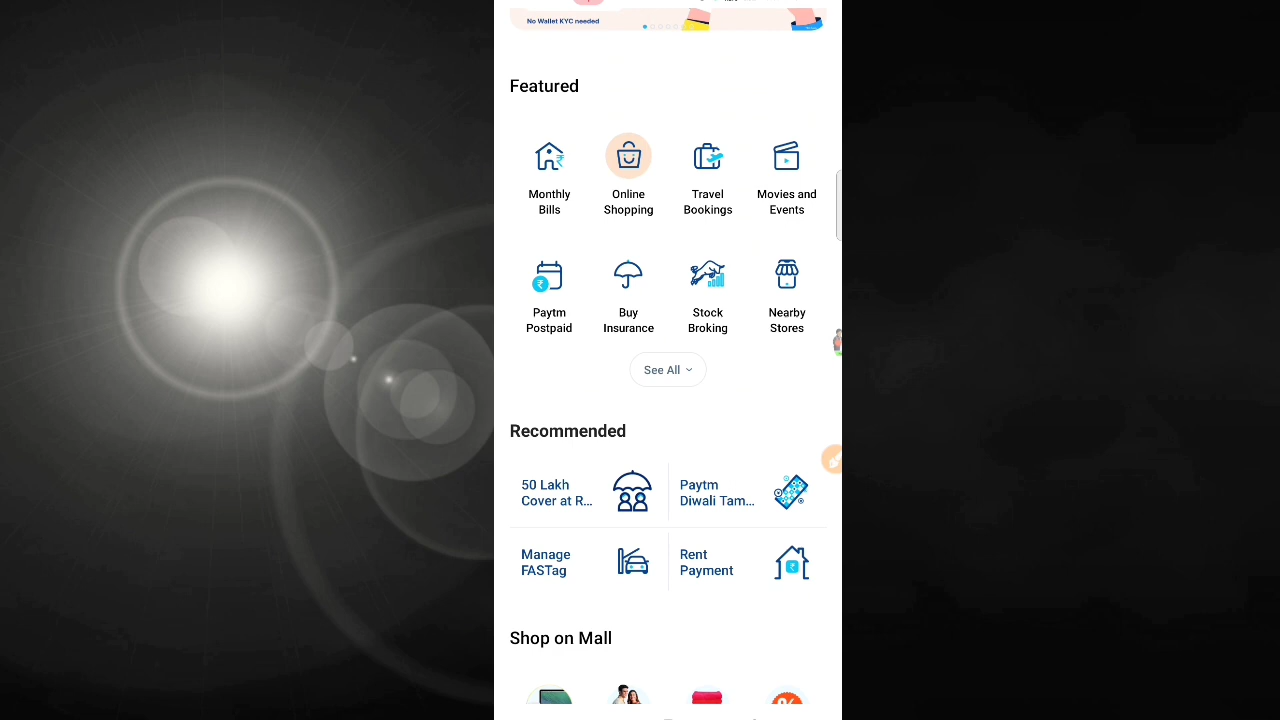 No Wallet KYC needed
Featured
Monthly
Bills
Online
Shopping
Travel
Bookings
Movies and
Events
Paytm
Postpaid
Buy
Insurance
Stock
Broking
Nearby
Stores
See All
Recommended
50 Lakh
Cover at R...
Paytm
Diwali Tam...
Manage
FASTag
Rent
Payment
Shop on Mall